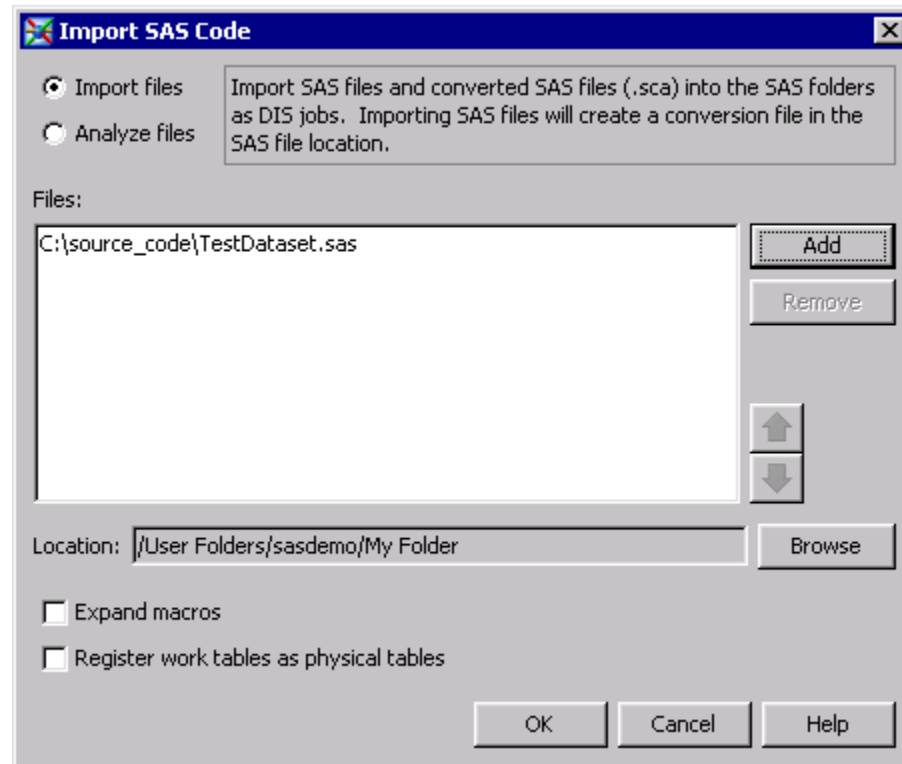 Import SAS Code
Import files
Analyze files
Import SAS files and converted SAS files (.sca) into the SAS folders
as DIS jobs.  Importing SAS files will create a conversion file in the
SAS file location.
Files:
C:\source_code\TestDataset.sas
Add
Remove
Location:
/User Folders/sasdemo/My Folder
Browse
Expand macros
Register work tables as physical tables
OK
Cancel
Help